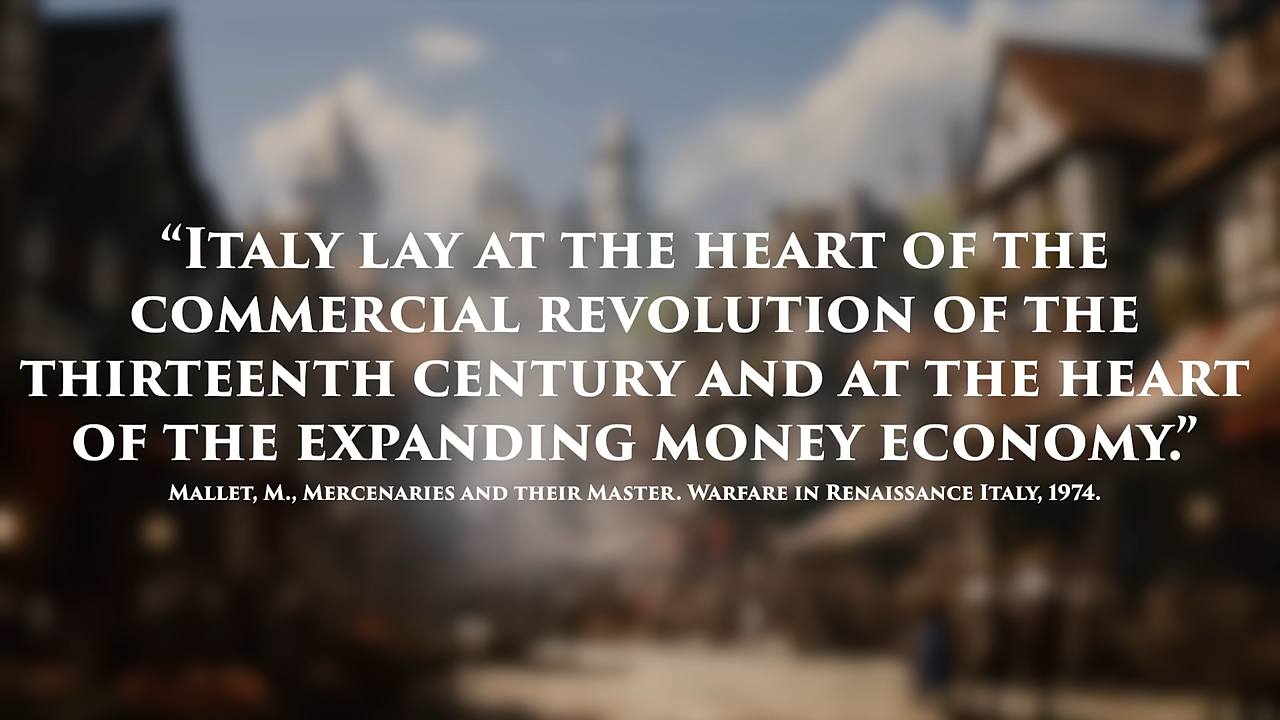 “Italy lay at the heart of the
commercial revolution of the
thirteenth century and at the heart
of the expanding money economy.”
Mallet, M., Mercenaries and their Master. Warfare in Renaissance Italy, 1974.